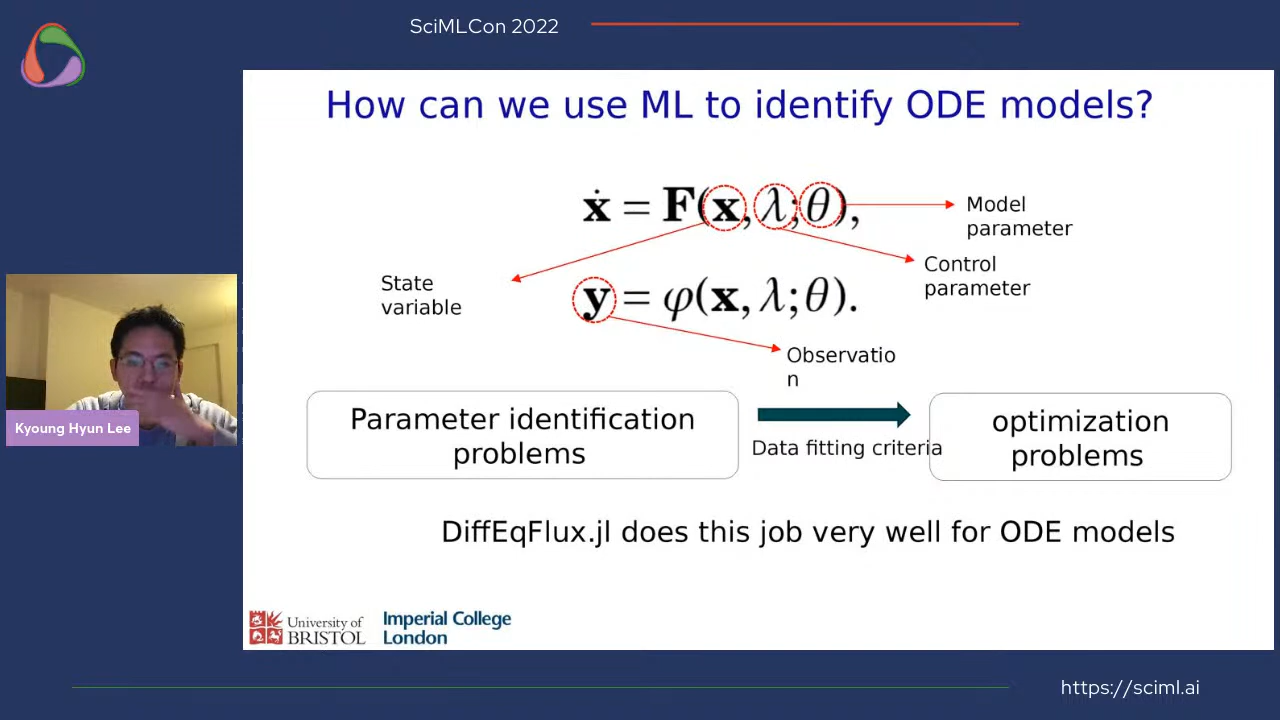 SciMLCon 2022
How can we use ML to identify ODE models?
ẋ = F(x, λ; θ),
Model
parameter
Control
parameter
State
variable
y = φ(x, λ; θ).
Observatio
n
Parameter identification
problems
Data fitting criteria
optimization
problems
Kyoung Hyun Lee
DiffEqFlux.jl does this job very well for ODE models
University of
BRISTOL
Imperial College
London
https://sciml.ai